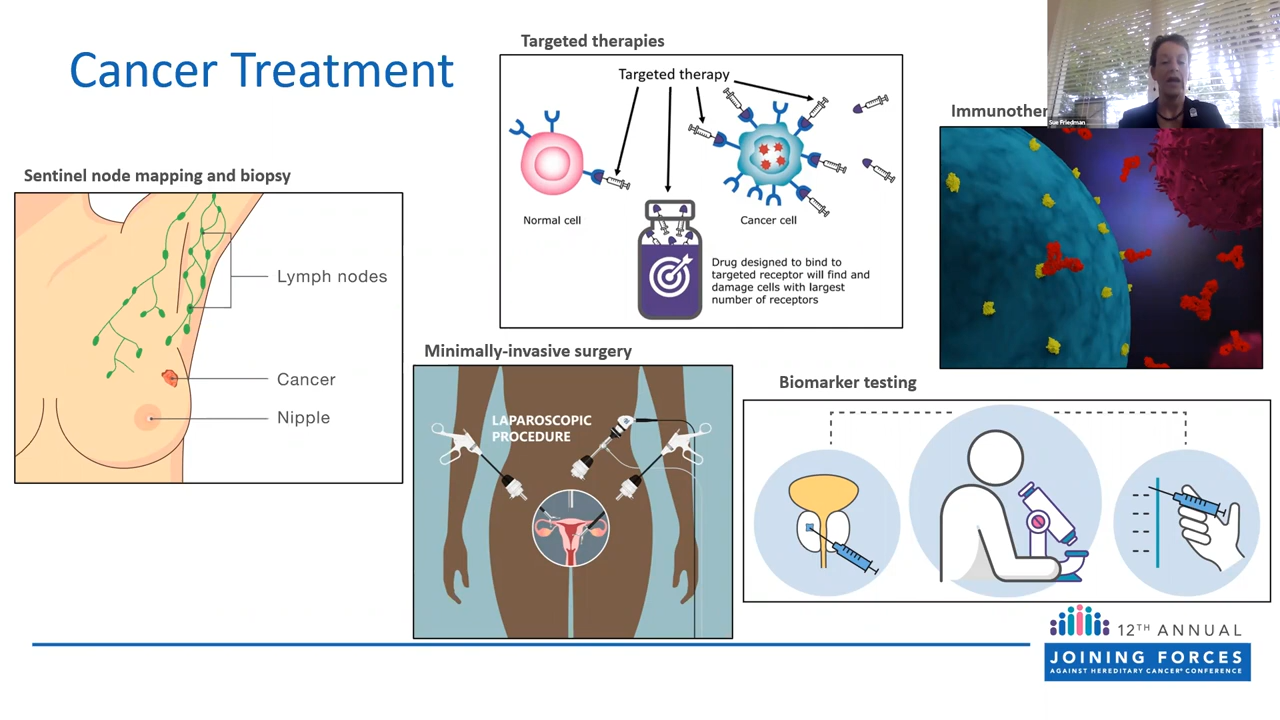 Cancer Treatment
Targeted therapies
Targeted therapy
Normal cell
Cancer cell
Drug designed to bind to
targeted receptor will find and
damage cells with largest
number of receptors
Sue Friedman
Immunother
Sentinel node mapping and biopsy
Lymph nodes
Cancer
Nipple
Minimally-invasive surgery
LAPAROSCOPIC
PROCEDURE
Biomarker testing
12TH ANNUAL
JOINING FORCES
AGAINST HEREDITARY CANCER® CONFERENCE